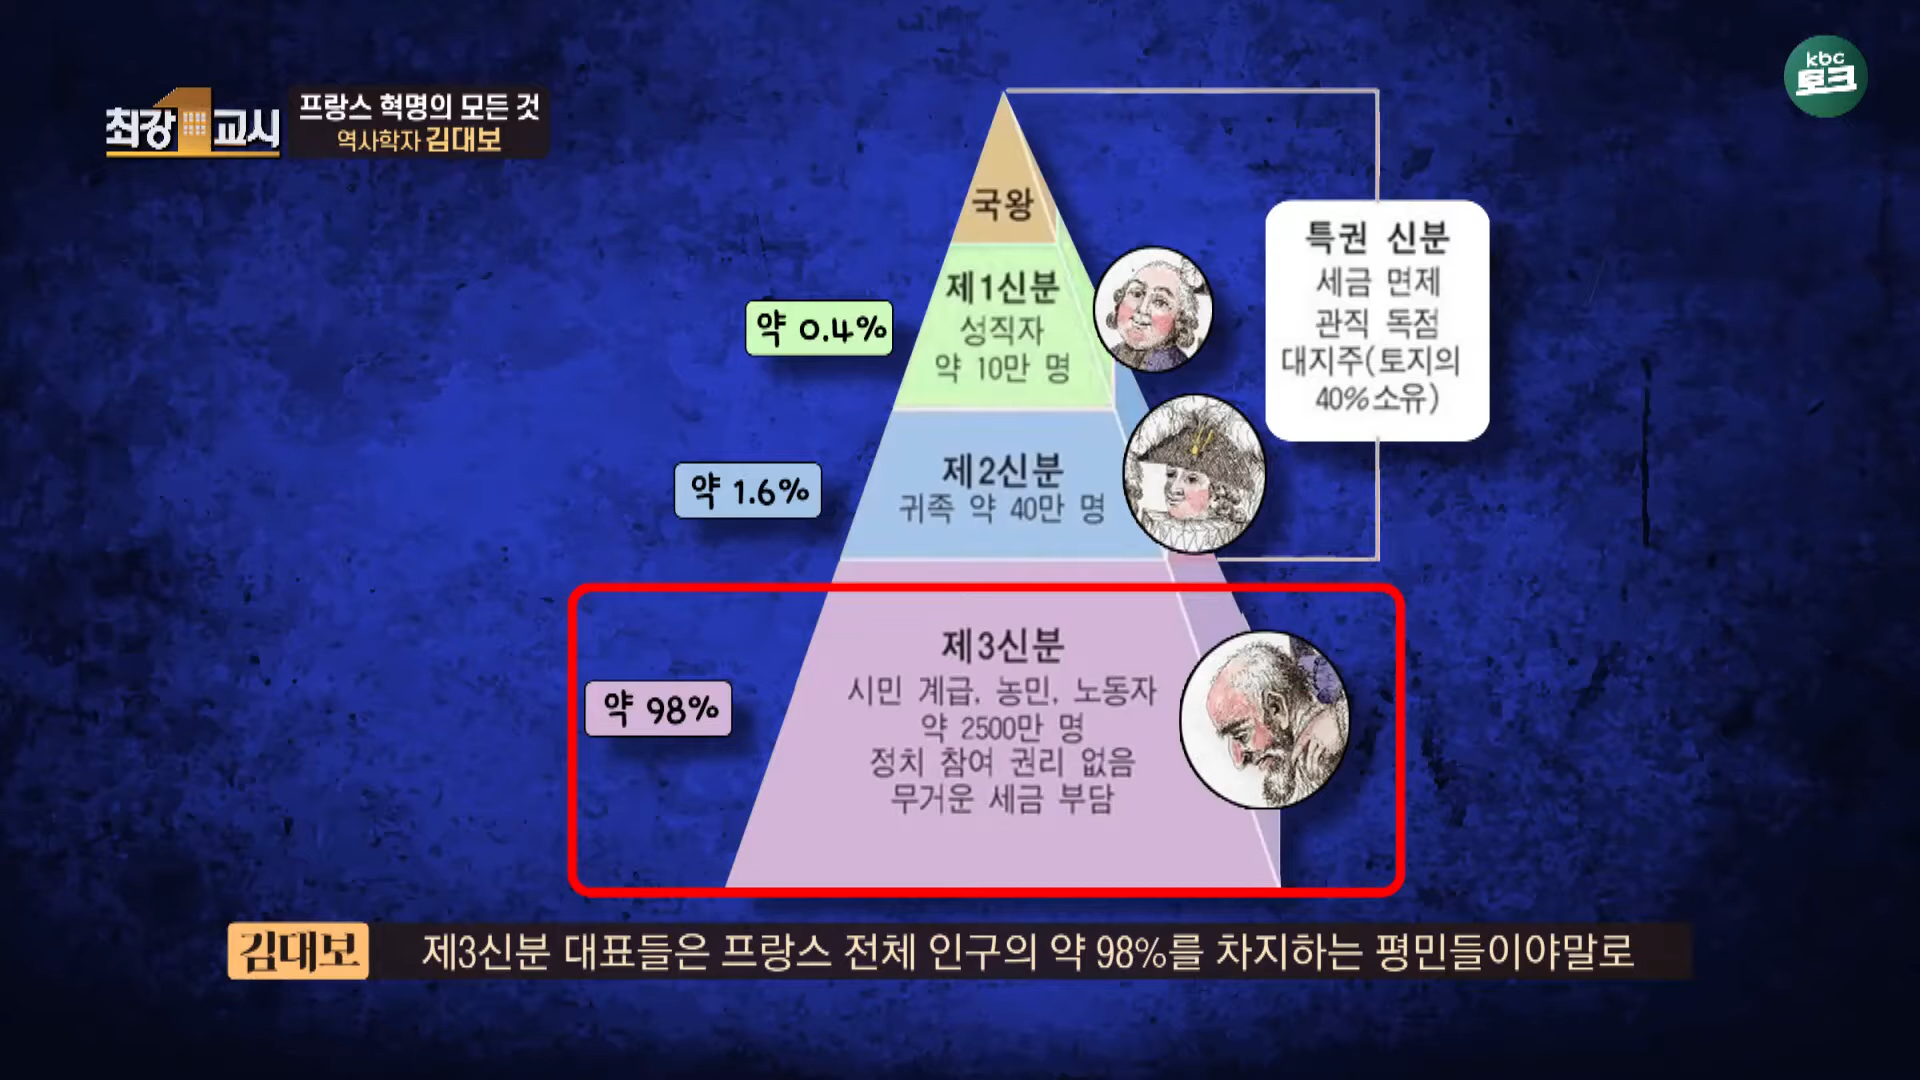 최강1교시
프랑스 혁명의 모든 것
역사학자 김대보
kbc
토크
국왕
제1신분
성직자
약 10만 명
약 0.4%
제2신분
귀족 약 40만 명
약 1.6%
특권 신분
세금 면제
관직 독점
대지주(토지의
40%소유)
제3신분
시민 계급, 농민, 노동자
약 2500만 명
정치 참여 권리 없음
무거운 세금 부담
약 98%
김대보
제3신분 대표들은 프랑스 전체 인구의 약 98%를 차지하는 평민들이야말로